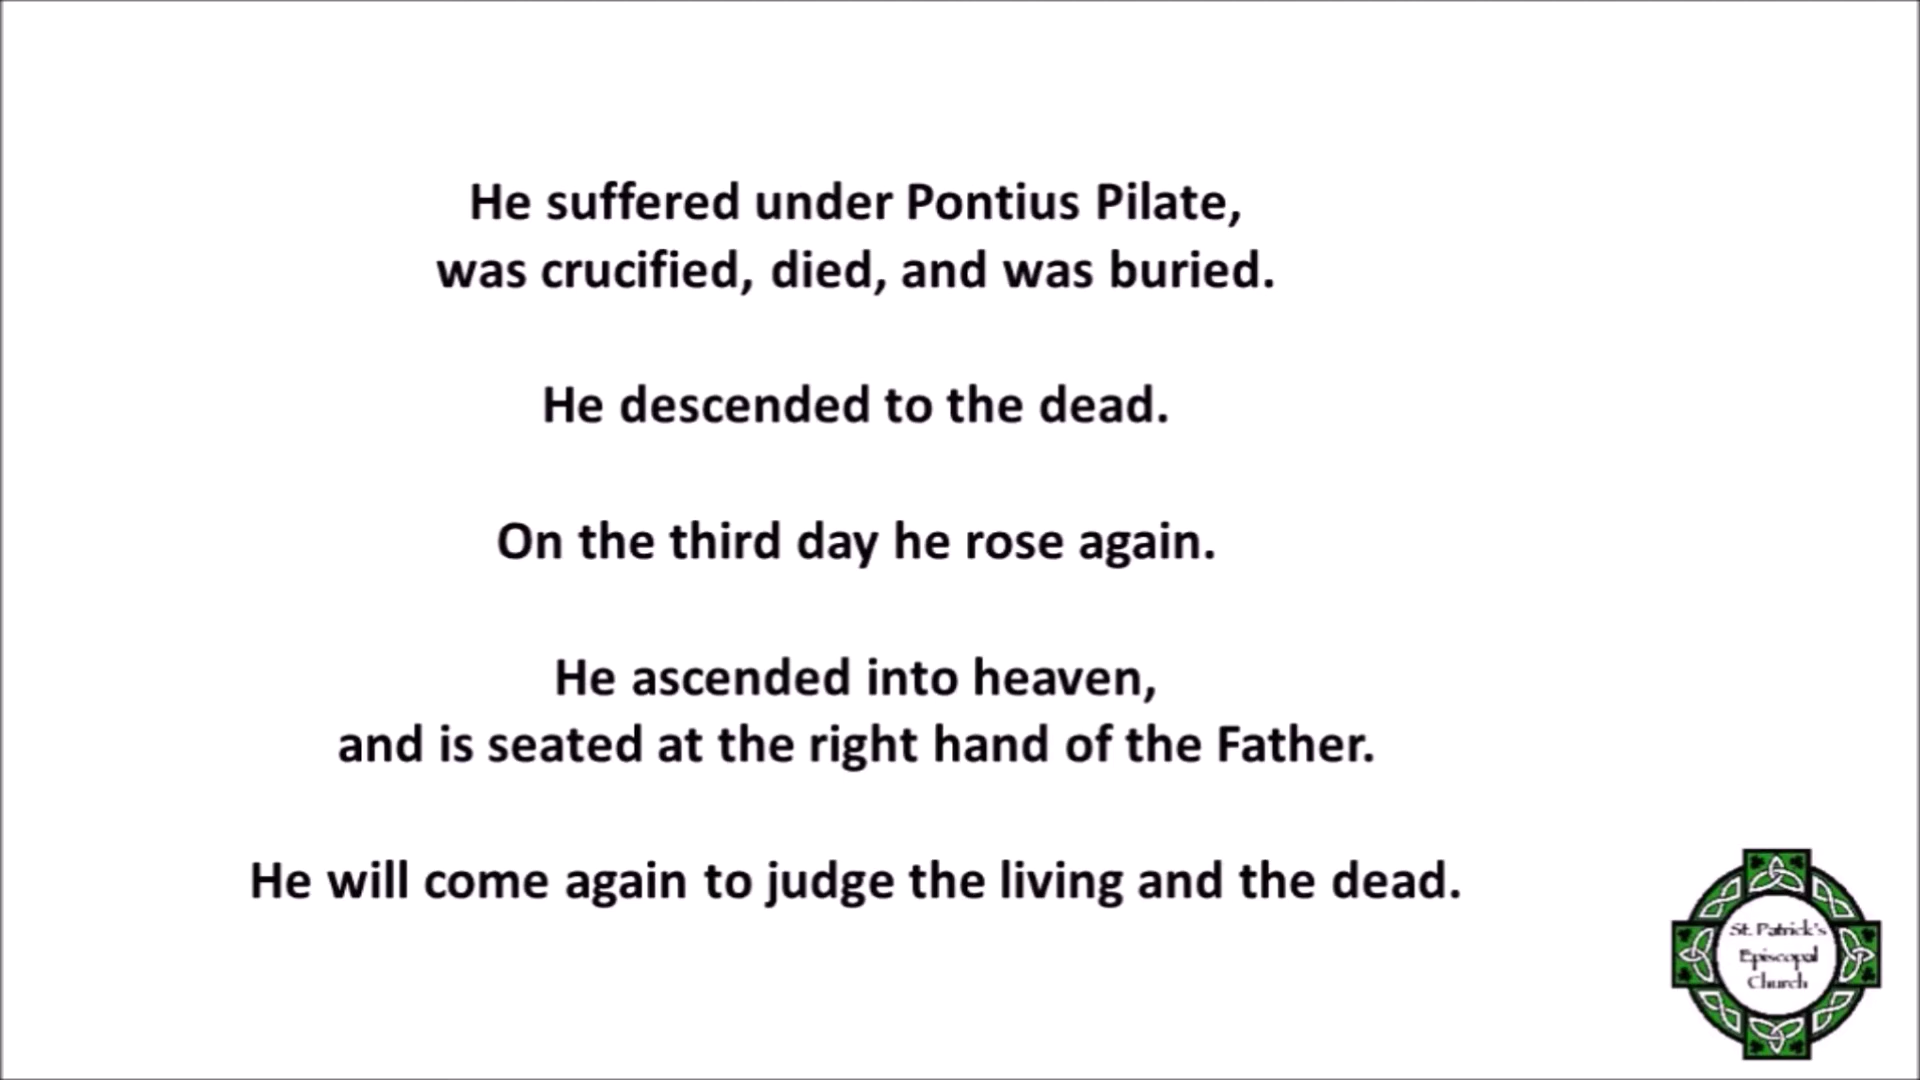 He suffered under Pontius Pilate,
was crucified, died, and was buried.
He descended to the dead.
On the third day he rose again.
He ascended into heaven,
and is seated at the right hand of the Father.
He will come again to judge the living and the dead.
St. Patrick's
Episcopal
Church